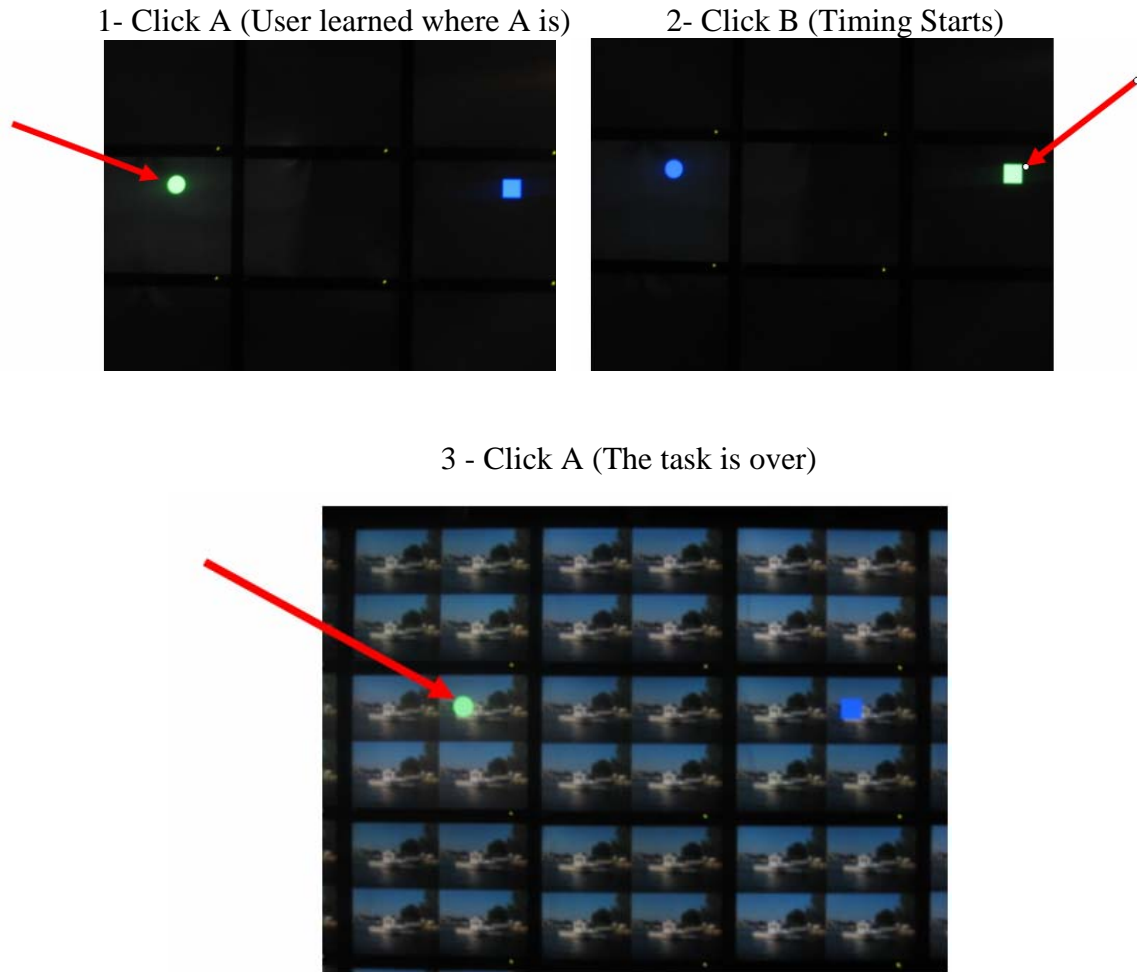 1- Click A (User learned where A is)
2- Click B (Timing Starts)
3 - Click A (The task is over)